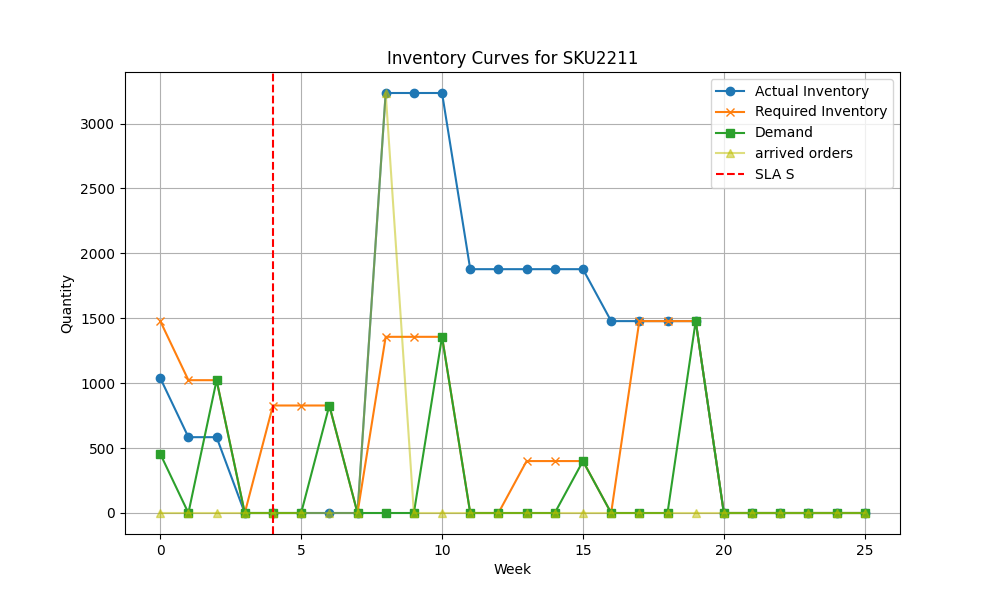 Inventory Curves for SKU2211
Actual Inventory
Required Inventory
Demand
arrived orders
SLA S
Quantity
3000
2500
2000
1500
1000
500
0
0 5 10 15 20 25
Week